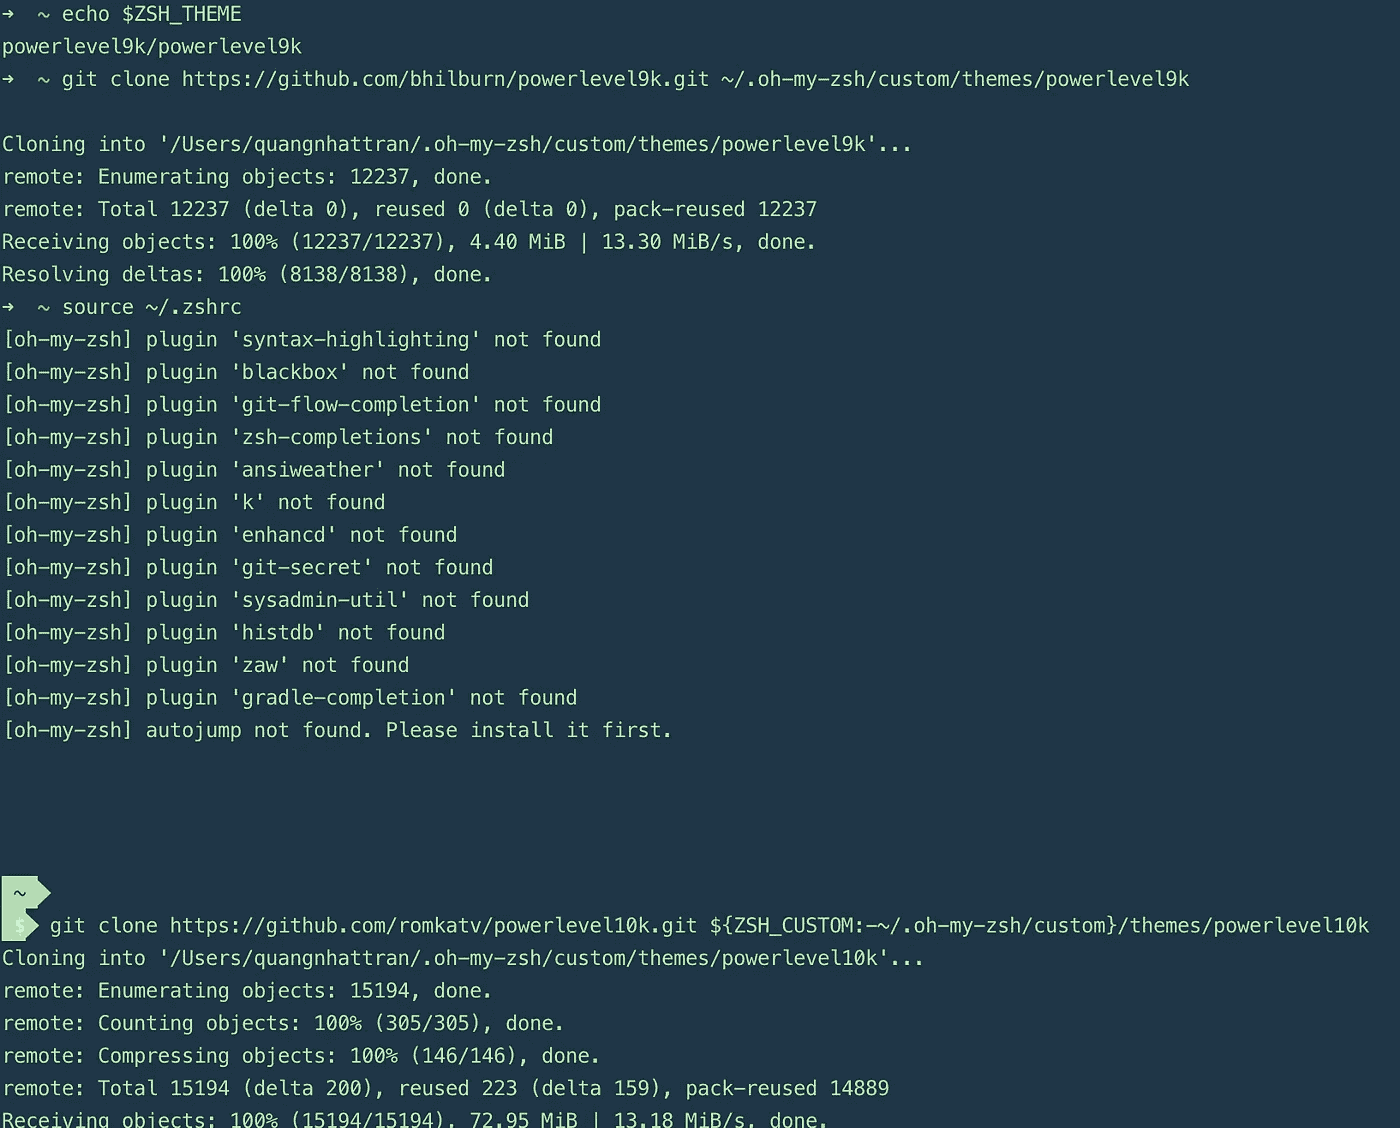 →  ~ echo $ZSH_THEME
powerlevel9k/powerlevel9k
→  ~ git clone https://github.com/bhilburn/powerlevel9k.git ~/.oh-my-zsh/custom/themes/powerlevel9k
Cloning into '/Users/quangnhattran/.oh-my-zsh/custom/themes/powerlevel9k'...
remote: Enumerating objects: 12237, done.
remote: Total 12237 (delta 0), reused 0 (delta 0), pack-reused 12237
Receiving objects: 100% (12237/12237), 4.40 MiB | 13.30 MiB/s, done.
Resolving deltas: 100% (8138/8138), done.
→  ~ source ~/.zshrc
[oh-my-zsh] plugin 'syntax-highlighting' not found
[oh-my-zsh] plugin 'blackbox' not found
[oh-my-zsh] plugin 'git-flow-completion' not found
[oh-my-zsh] plugin 'zsh-completions' not found
[oh-my-zsh] plugin 'ansiweather' not found
[oh-my-zsh] plugin 'k' not found
[oh-my-zsh] plugin 'enhancd' not found
[oh-my-zsh] plugin 'git-secret' not found
[oh-my-zsh] plugin 'sysadmin-util' not found
[oh-my-zsh] plugin 'histdb' not found
[oh-my-zsh] plugin 'zaw' not found
[oh-my-zsh] plugin 'gradle-completion' not found
[oh-my-zsh] autojump not found. Please install it first.
~
$ git clone https://github.com/romkatv/powerlevel10k.git ${ZSH_CUSTOM:-~/.oh-my-zsh/custom}/themes/powerlevel10k
Cloning into '/Users/quangnhattran/.oh-my-zsh/custom/themes/powerlevel10k'...
remote: Enumerating objects: 15194, done.
remote: Counting objects: 100% (305/305), done.
remote: Compressing objects: 100% (146/146), done.
remote: Total 15194 (delta 200), reused 223 (delta 159), pack-reused 14889
Receiving objects: 100% (15194/15194), 72.95 MiB | 13.18 MiB/s, done.